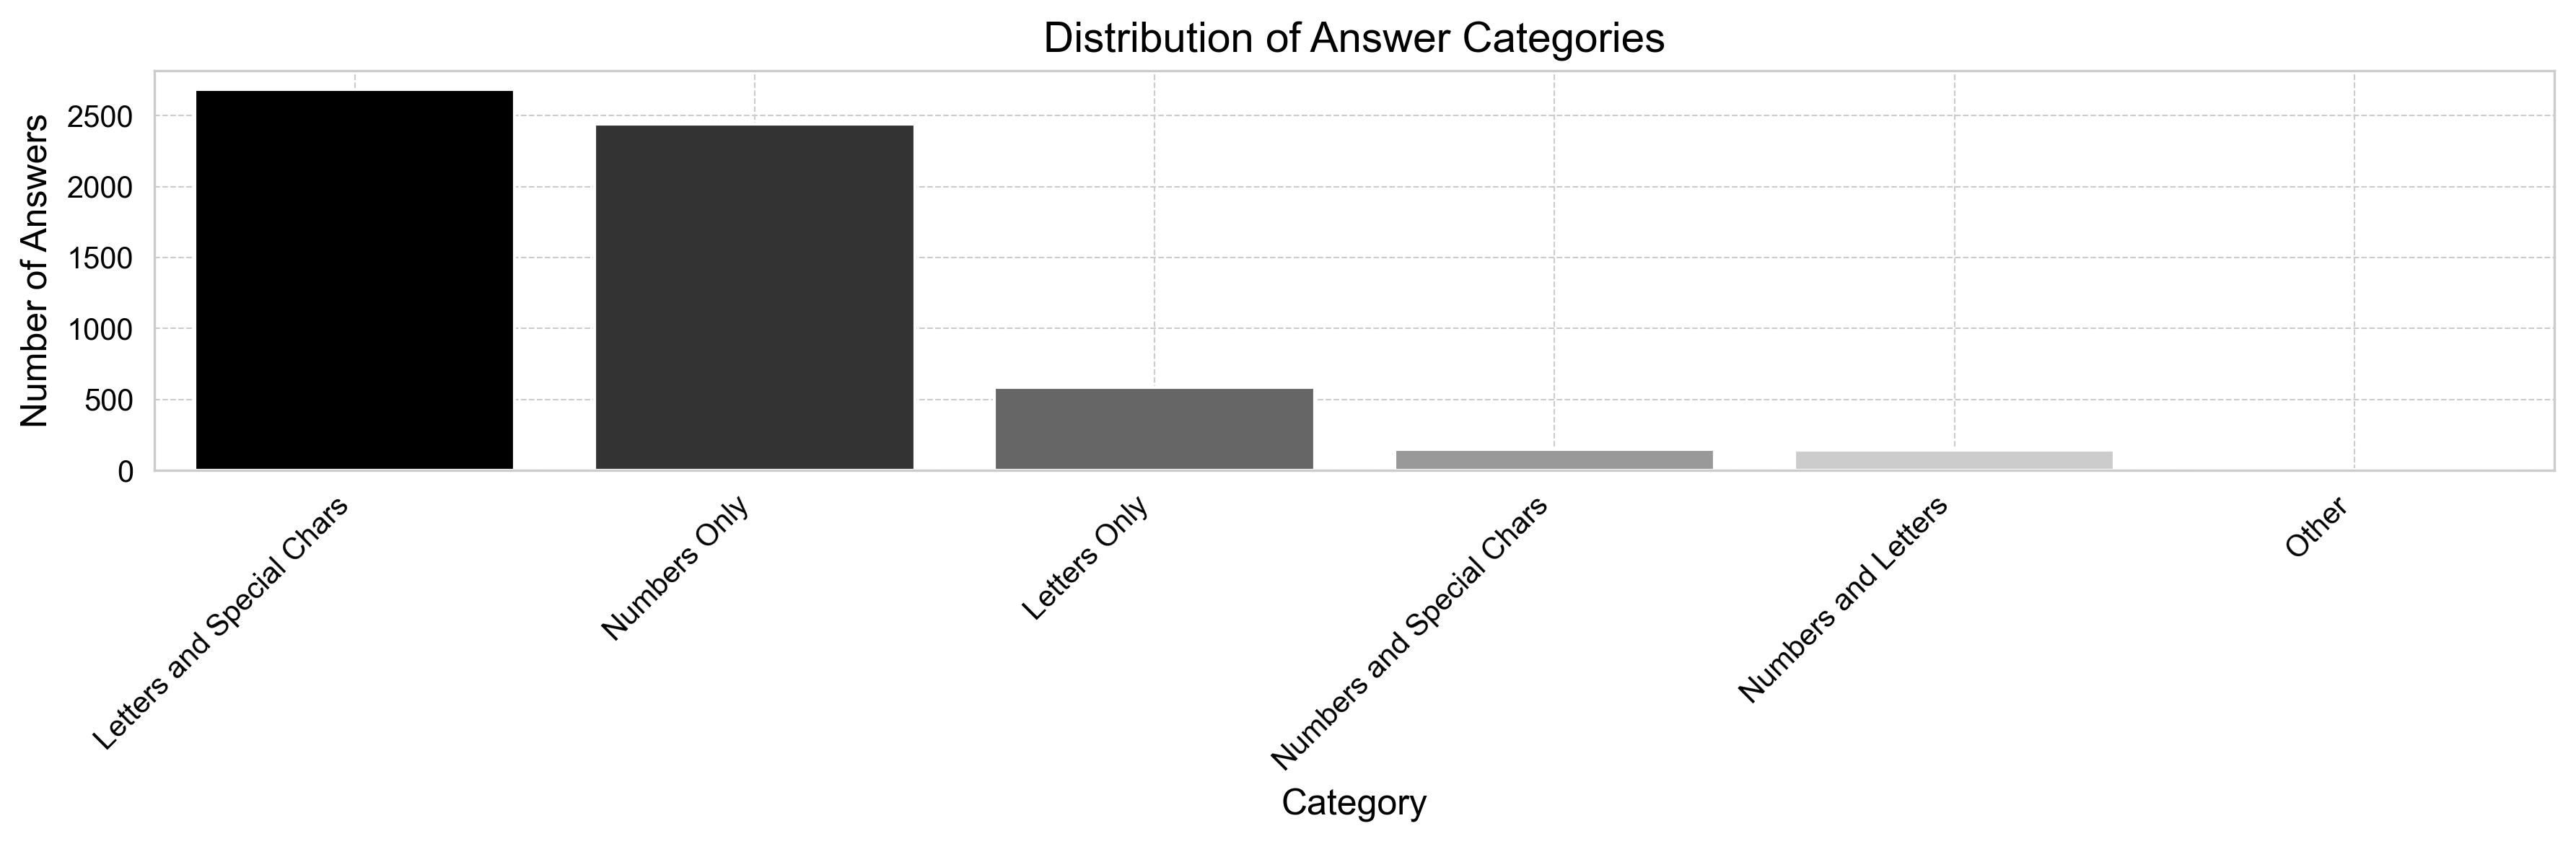 Distribution of Answer Categories
Number of Answers
2500
2000
1500
1000
500
0
Letters and Special Chars
Numbers Only
Letters Only
Numbers and Special Chars
Numbers and Letters
Other
Category